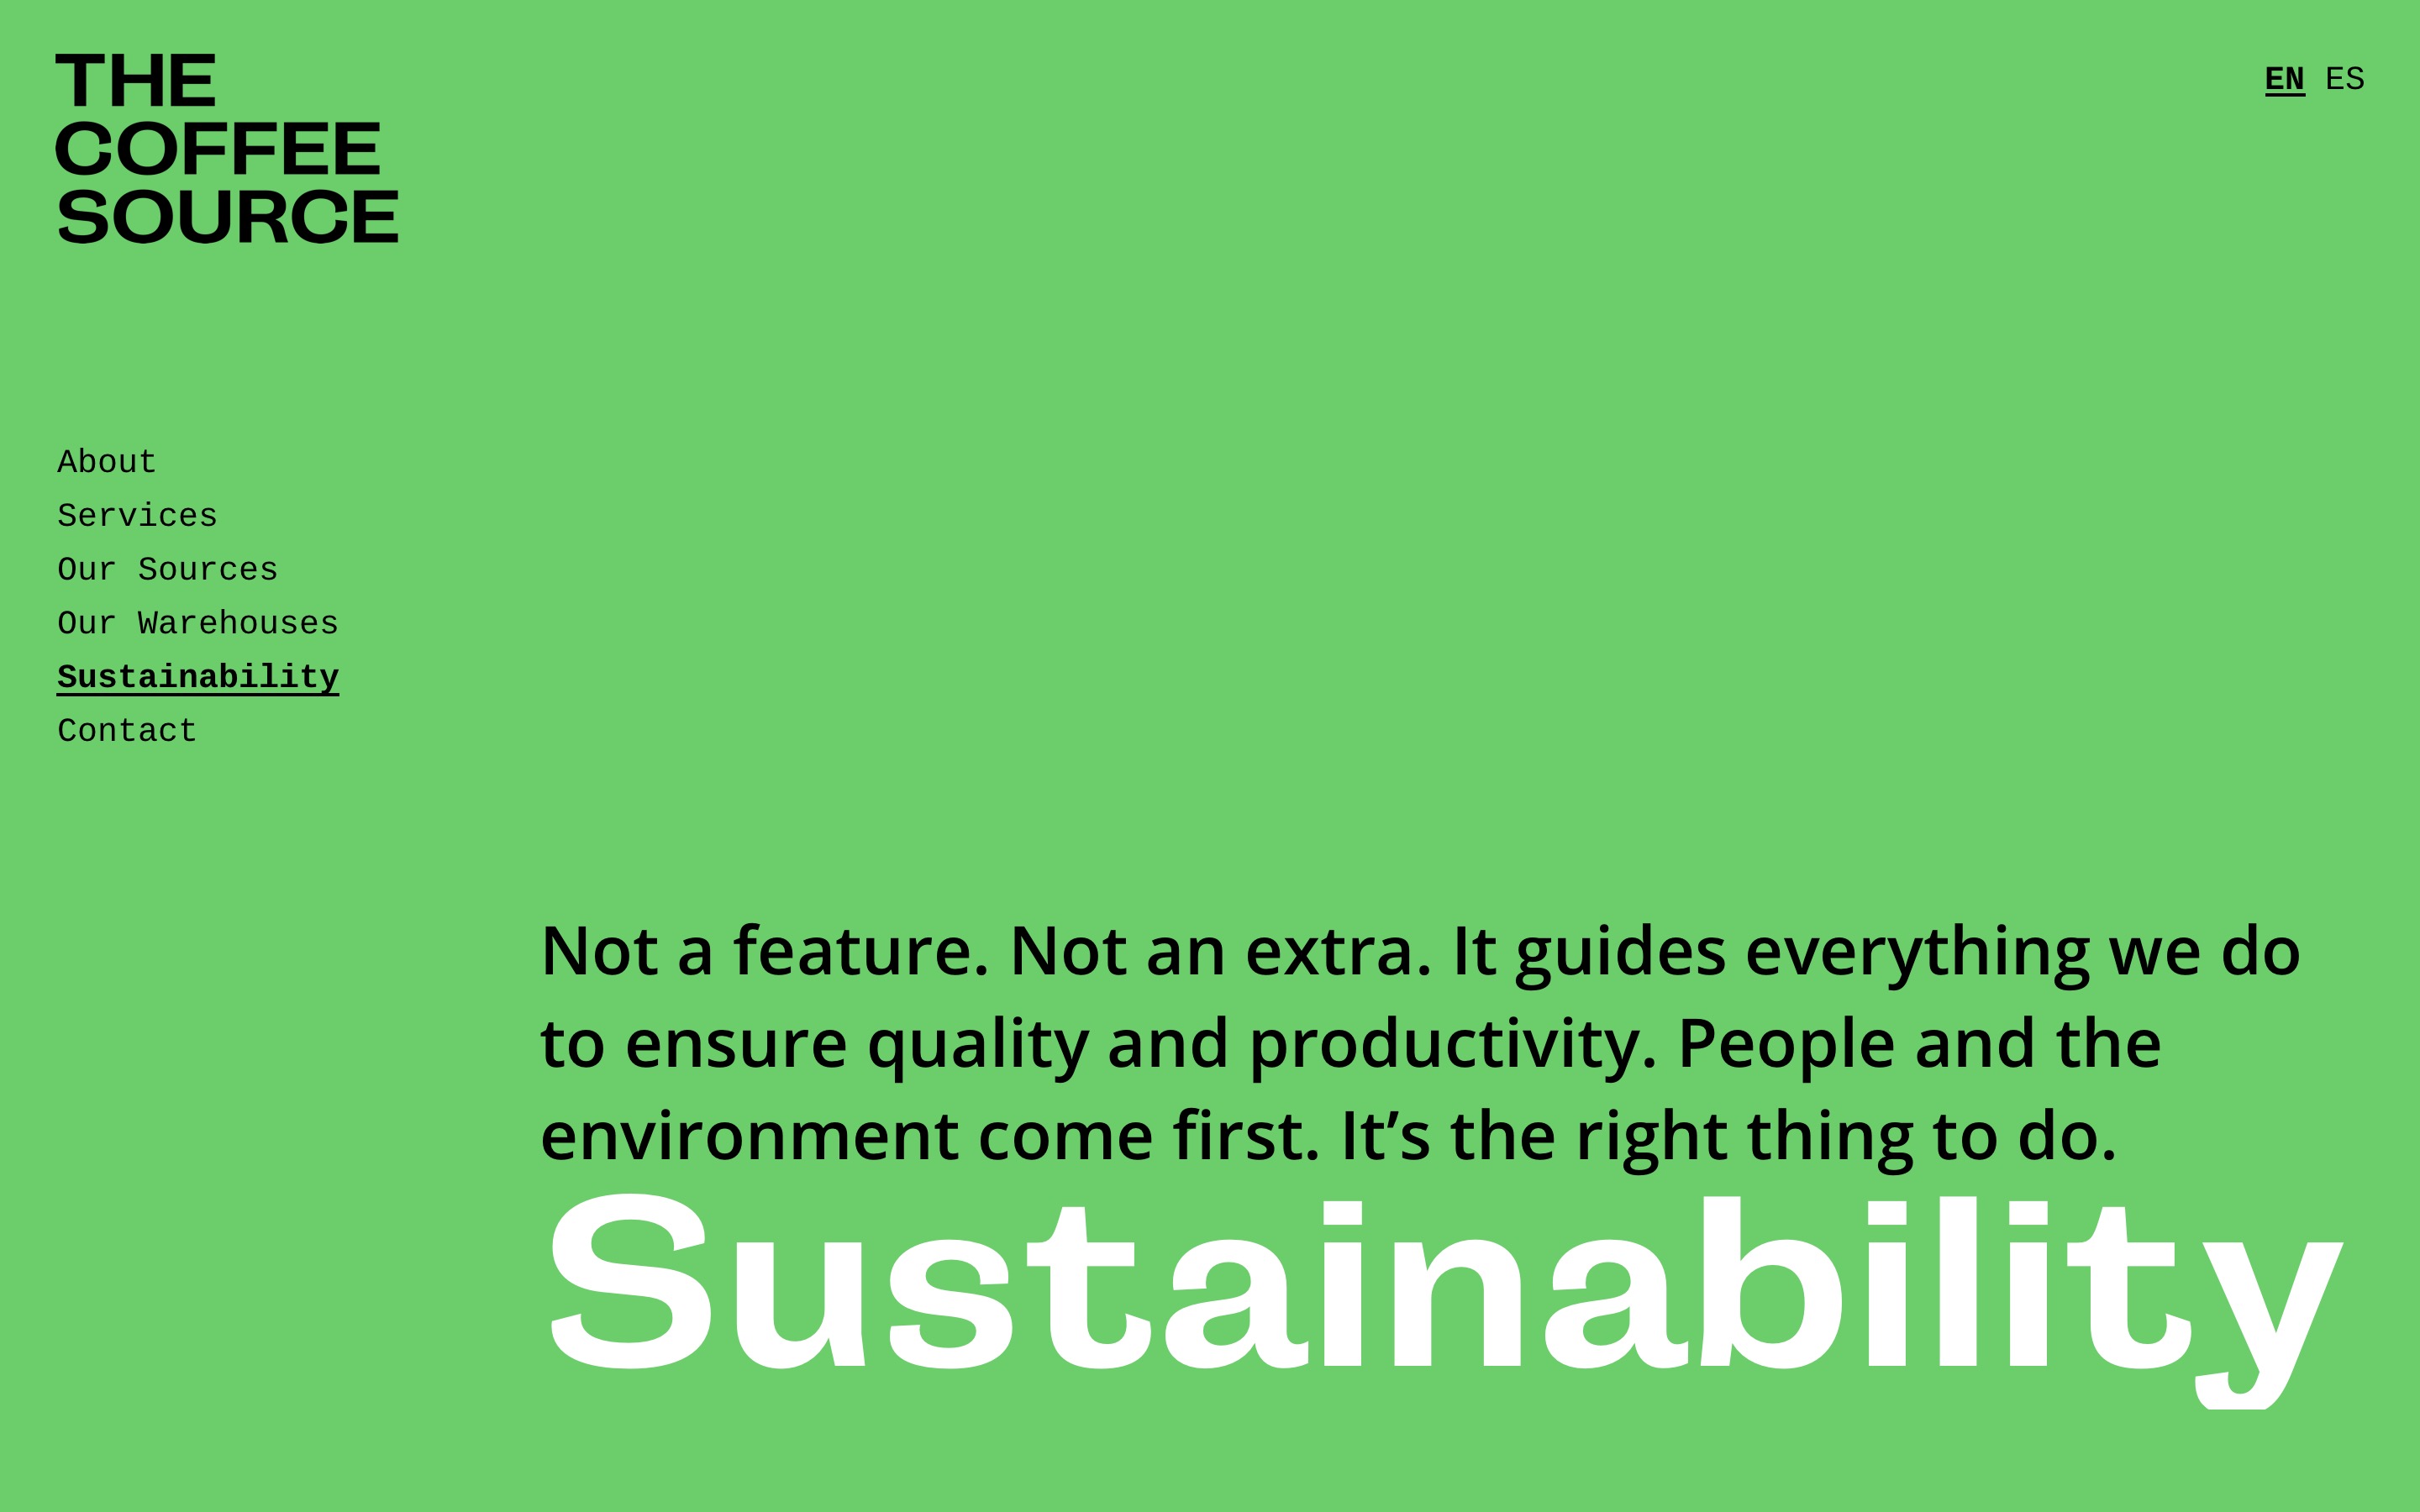 THE
COFFEE
SOURCE
EN ES
About
Services
Our Sources
Our Warehouses
Sustainability
Contact
Not a feature. Not an extra. It guides everything we do
to ensure quality and productivity. People and the
environment come first. It’s the right thing to do.
Sustainability